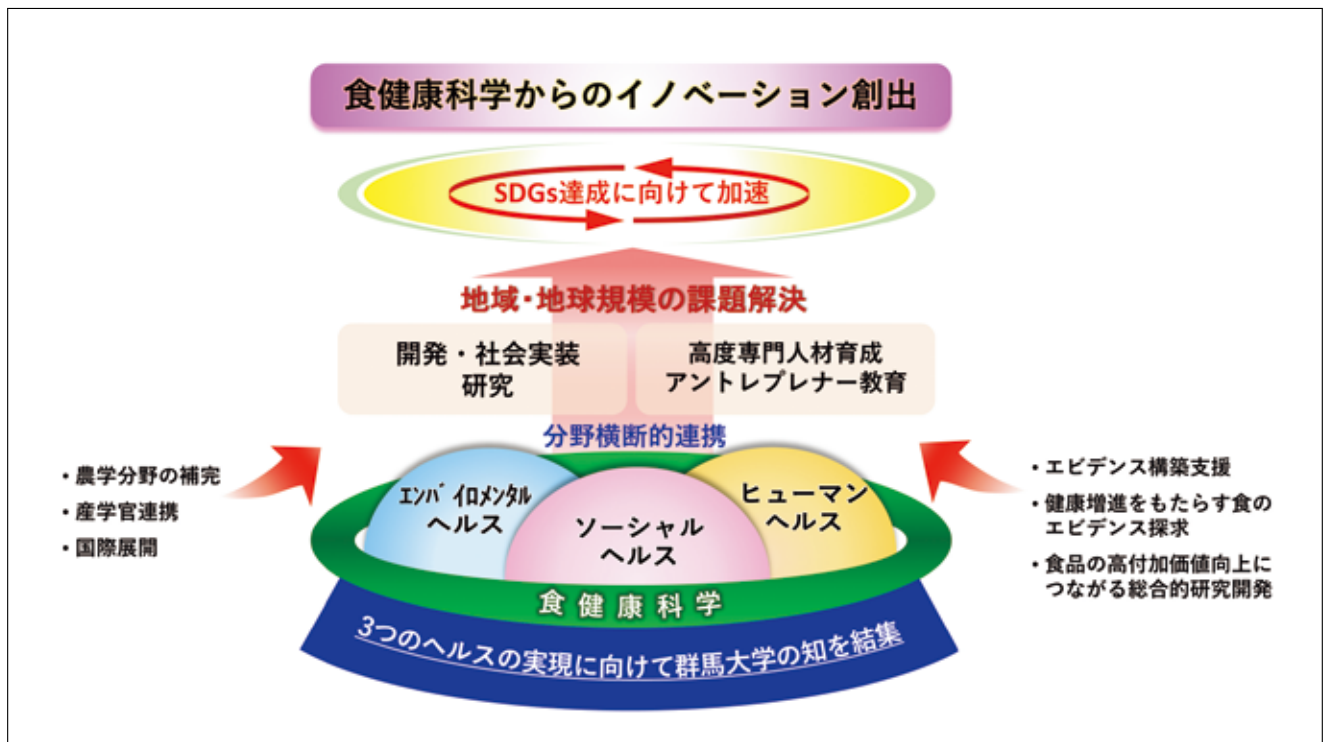 食健康科学からのイノベーション創出
SDGs達成に向けて加速
地域・地球規模の課題解決
開発・社会実装
研究
高度専門人材育成
アントレプレナー教育
分野横断的連携
・農学分野の補完
・産学官連携
・国際展開
エンバイロメンタル
ヘルス
ソーシャル
ヘルス
ヒューマン
ヘルス
・エビデンス構築支援
・健康増進をもたらす食の
エビデンス探求
・食品の高付加価値向上に
つながる総合的研究開発
食健康科学
3つのヘルスの実現に向けて群馬大学の知を結集